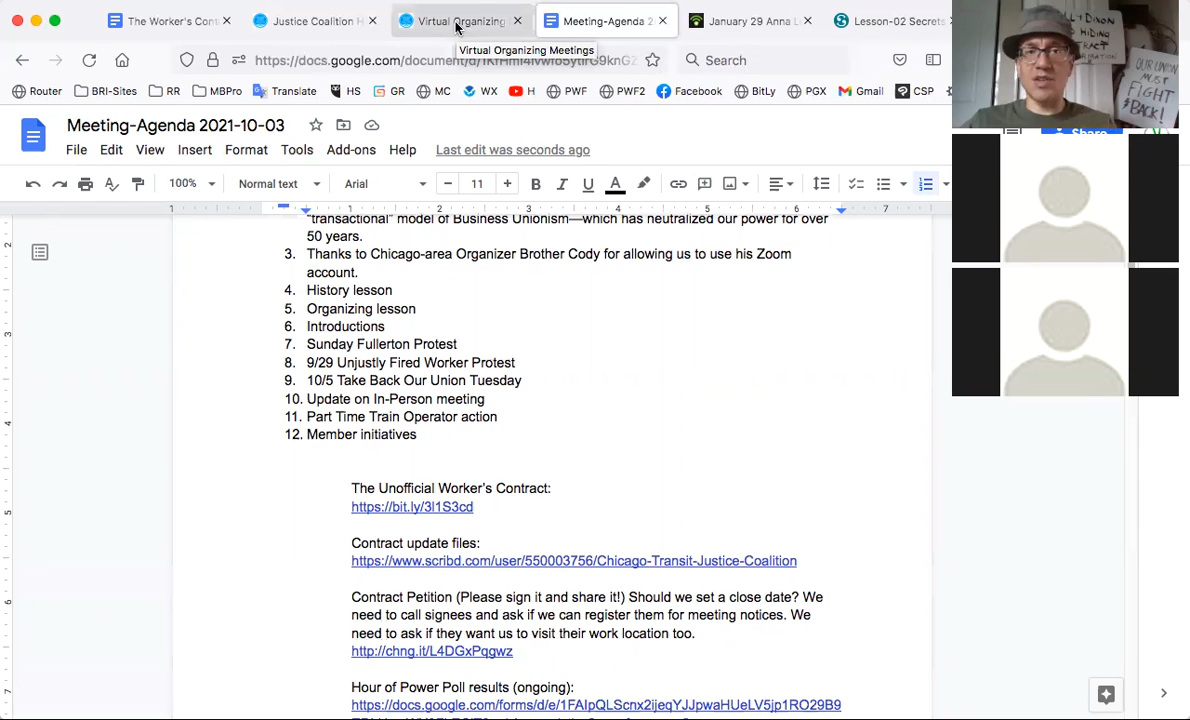 The Worker's Cont
Justice Coalition H
Virtual Organizing
Meeting-Agenda 2
January 29 Anna L
Lesson-02 Secrets
Virtual Organizing Meetings
Search
Router
BRI-Sites
RR
MBPro
Translate
HS
GR
MC
WX
H
PWF
PWF2
Facebook
BitLy
PGX
Gmail
CSP
OUR UNION
MUST
FIGHT
BACK!
Meeting-Agenda 2021-10-03
Share
File Edit View Insert Format Tools Add-ons Help Last edit was seconds ago
100% Normal text Arial 11
"transactional" model of Business Unionism—which has neutralized our power for over
50 years.
3. Thanks to Chicago-area Organizer Brother Cody for allowing us to use his Zoom
account.
4. History lesson
5. Organizing lesson
6. Introductions
7. Sunday Fullerton Protest
8. 9/29 Unjustly Fired Worker Protest
9. 10/5 Take Back Our Union Tuesday
10. Update on In-Person meeting
11. Part Time Train Operator action
12. Member initiatives
The Unofficial Worker's Contract:
https://bit.ly/3l1S3cd
Contract update files:
https://www.scribd.com/user/550003756/Chicago-Transit-Justice-Coalition
Contract Petition (Please sign it and share it!) Should we set a close date? We
need to call signees and ask if we can register them for meeting notices. We
need to ask if they want us to visit their work location too.
http://chng.it/L4DGxPqgwz
Hour of Power Poll results (ongoing):
https://docs.google.com/forms/d/e/1FAIpQLScnx2ijeqYJJpwaHUeLV5jp1RO29B9